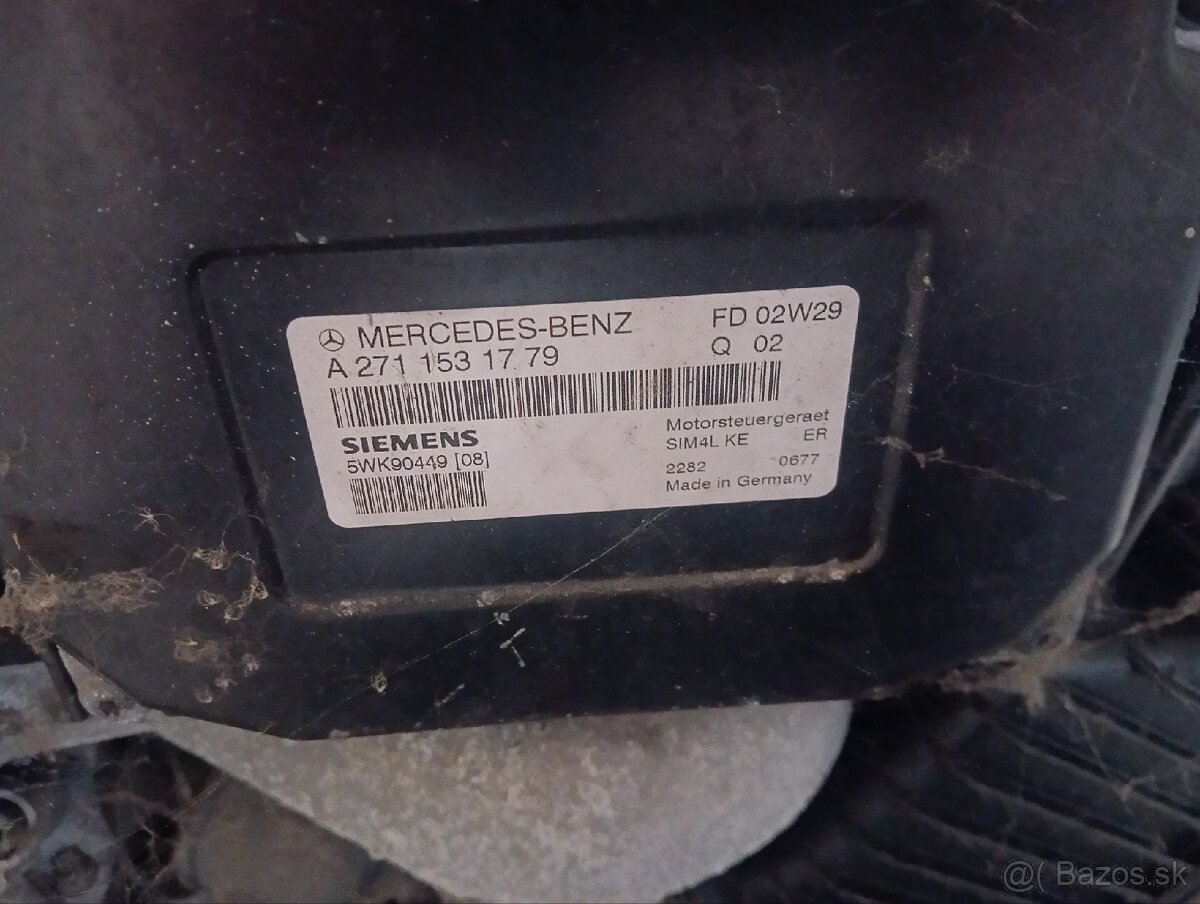 MERCEDES-BENZ FD 02W29
A 271 153 17 79 Q 02
SIEMENS
5WK90449 [08]
Motorsteuergeraet
SIM4L KE ER
2282 0677
Made in Germany
@( Bazos.sk